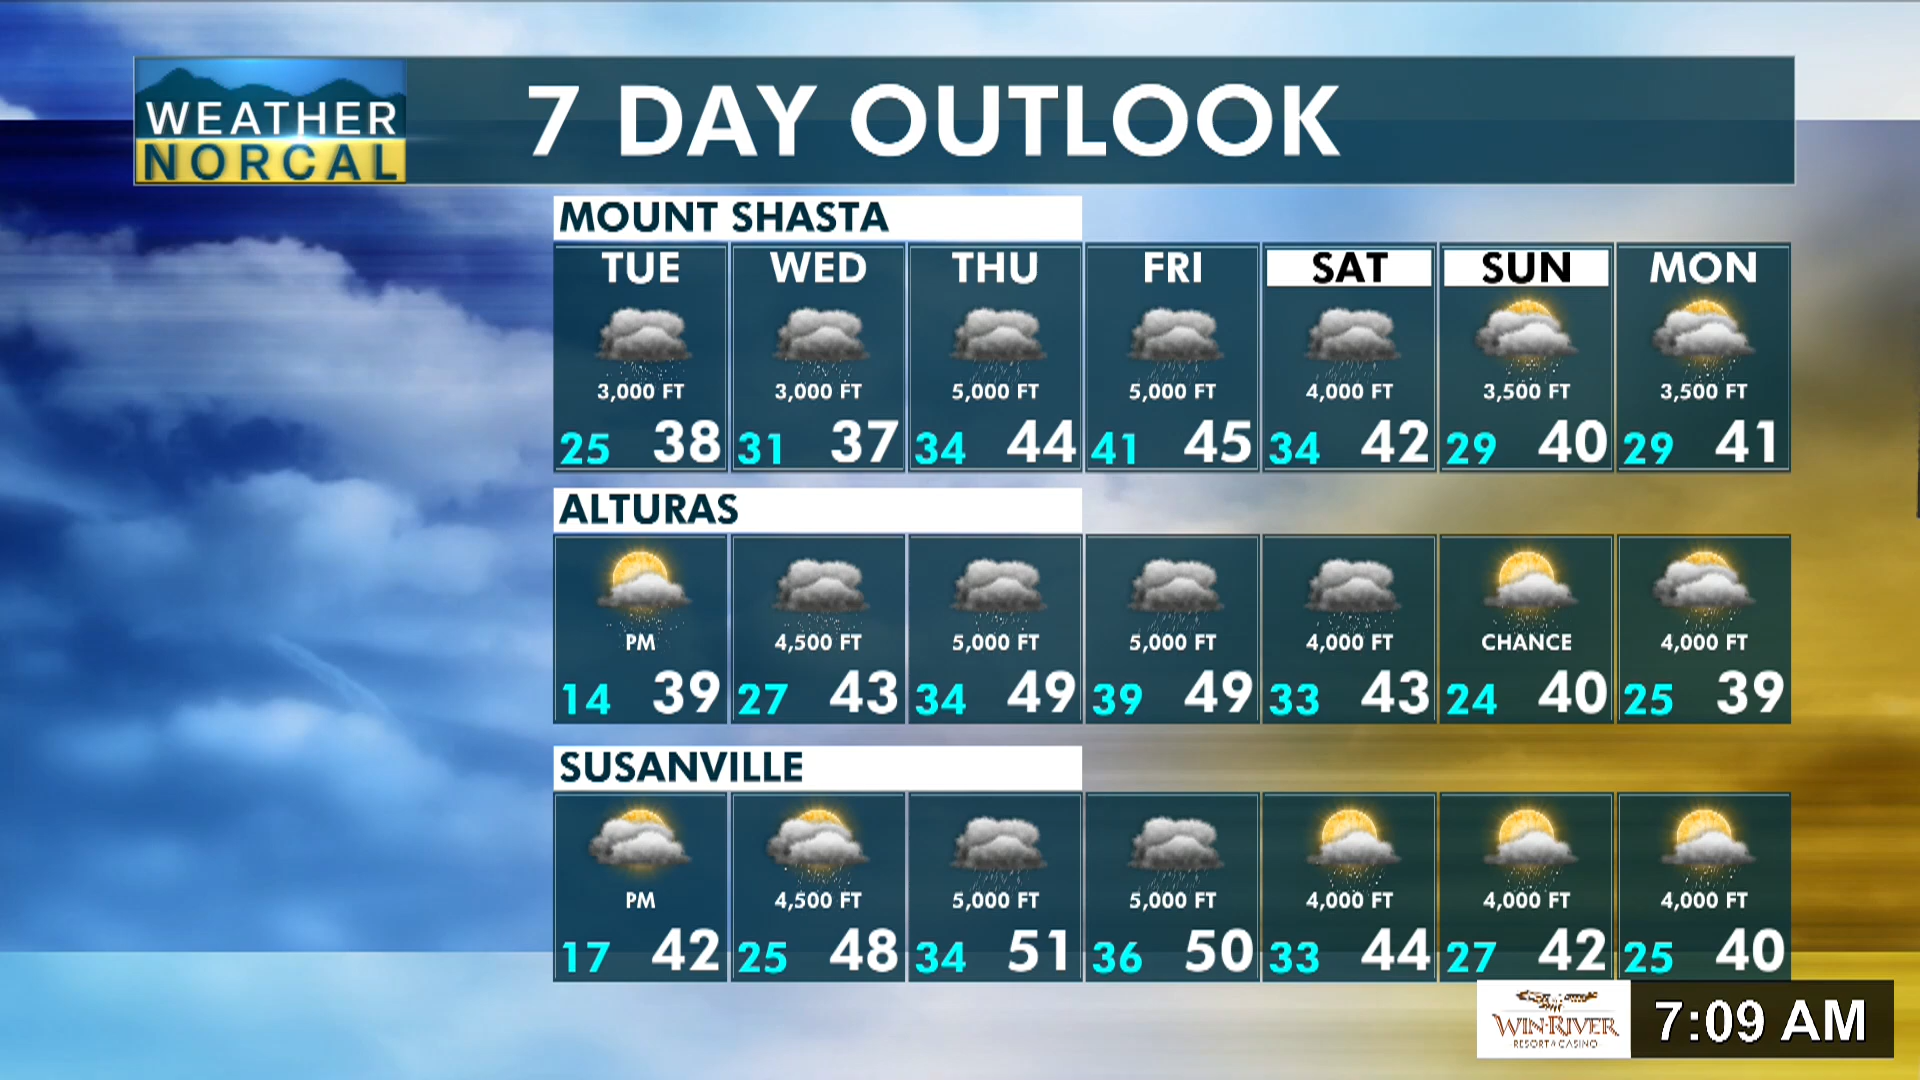 WEATHER
NORCAL
7 DAY OUTLOOK
MOUNT SHASTA
TUE WED THU FRI SAT SUN MON
3,000 FT 3,000 FT 5,000 FT 5,000 FT 4,000 FT 3,500 FT 3,500 FT
25 38 31 37 34 44 41 45 34 42 29 40 29 41
ALTURAS
PM 4,500 FT 5,000 FT 5,000 FT 4,000 FT CHANCE 4,000 FT
14 39 27 43 34 49 39 49 33 43 24 40 25 39
SUSANVILLE
PM 4,500 FT 5,000 FT 5,000 FT 4,000 FT 4,000 FT 4,000 FT
17 42 25 48 34 51 36 50 33 44 27 42 25 40
WIN-RIVER
RESORT & CASINO
7:09 AM